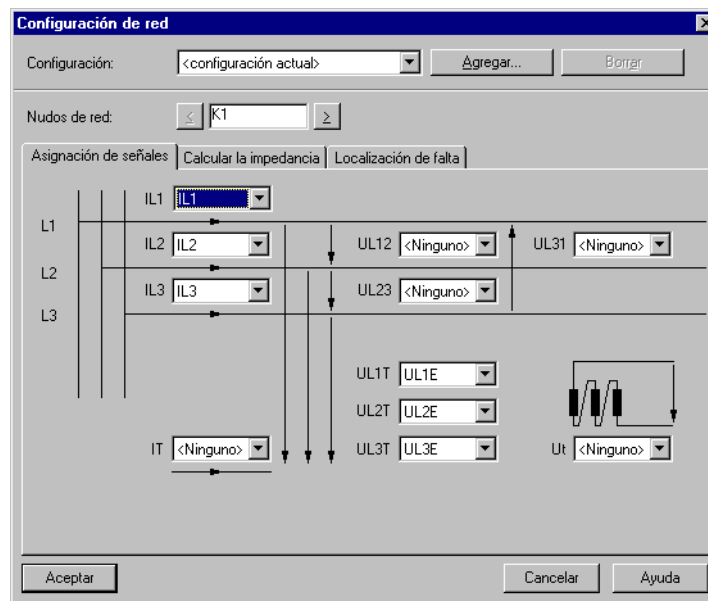 Configuración de red
Configuración: <configuración actual> Agregar... Borrar
Nudos de red: < K1 >
Asignación de señales Calcular la impedancia Localización de falta
IL1 IL1
L1
IL2 IL2 UL12 <Ninguno> UL31 <Ninguno>
L2
IL3 IL3 UL23 <Ninguno>
L3
UL1T UL1E
UL2T UL2E
IT <Ninguno> UL3T UL3E Ut <Ninguno>
Aceptar Cancelar Ayuda